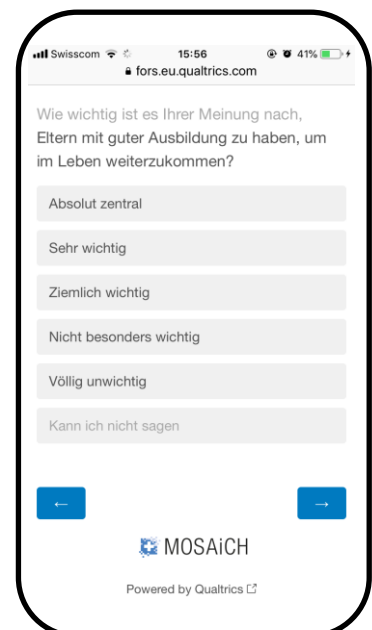 Swisscom 15:56 41%
fors.eu.qualtrics.com
Wie wichtig ist es Ihrer Meinung nach,
Eltern mit guter Ausbildung zu haben, um
im Leben weiterzukommen?
Absolut zentral
Sehr wichtig
Ziemlich wichtig
Nicht besonders wichtig
Völlig unwichtig
Kann ich nicht sagen
← →
MOSAiCH
Powered by Qualtrics